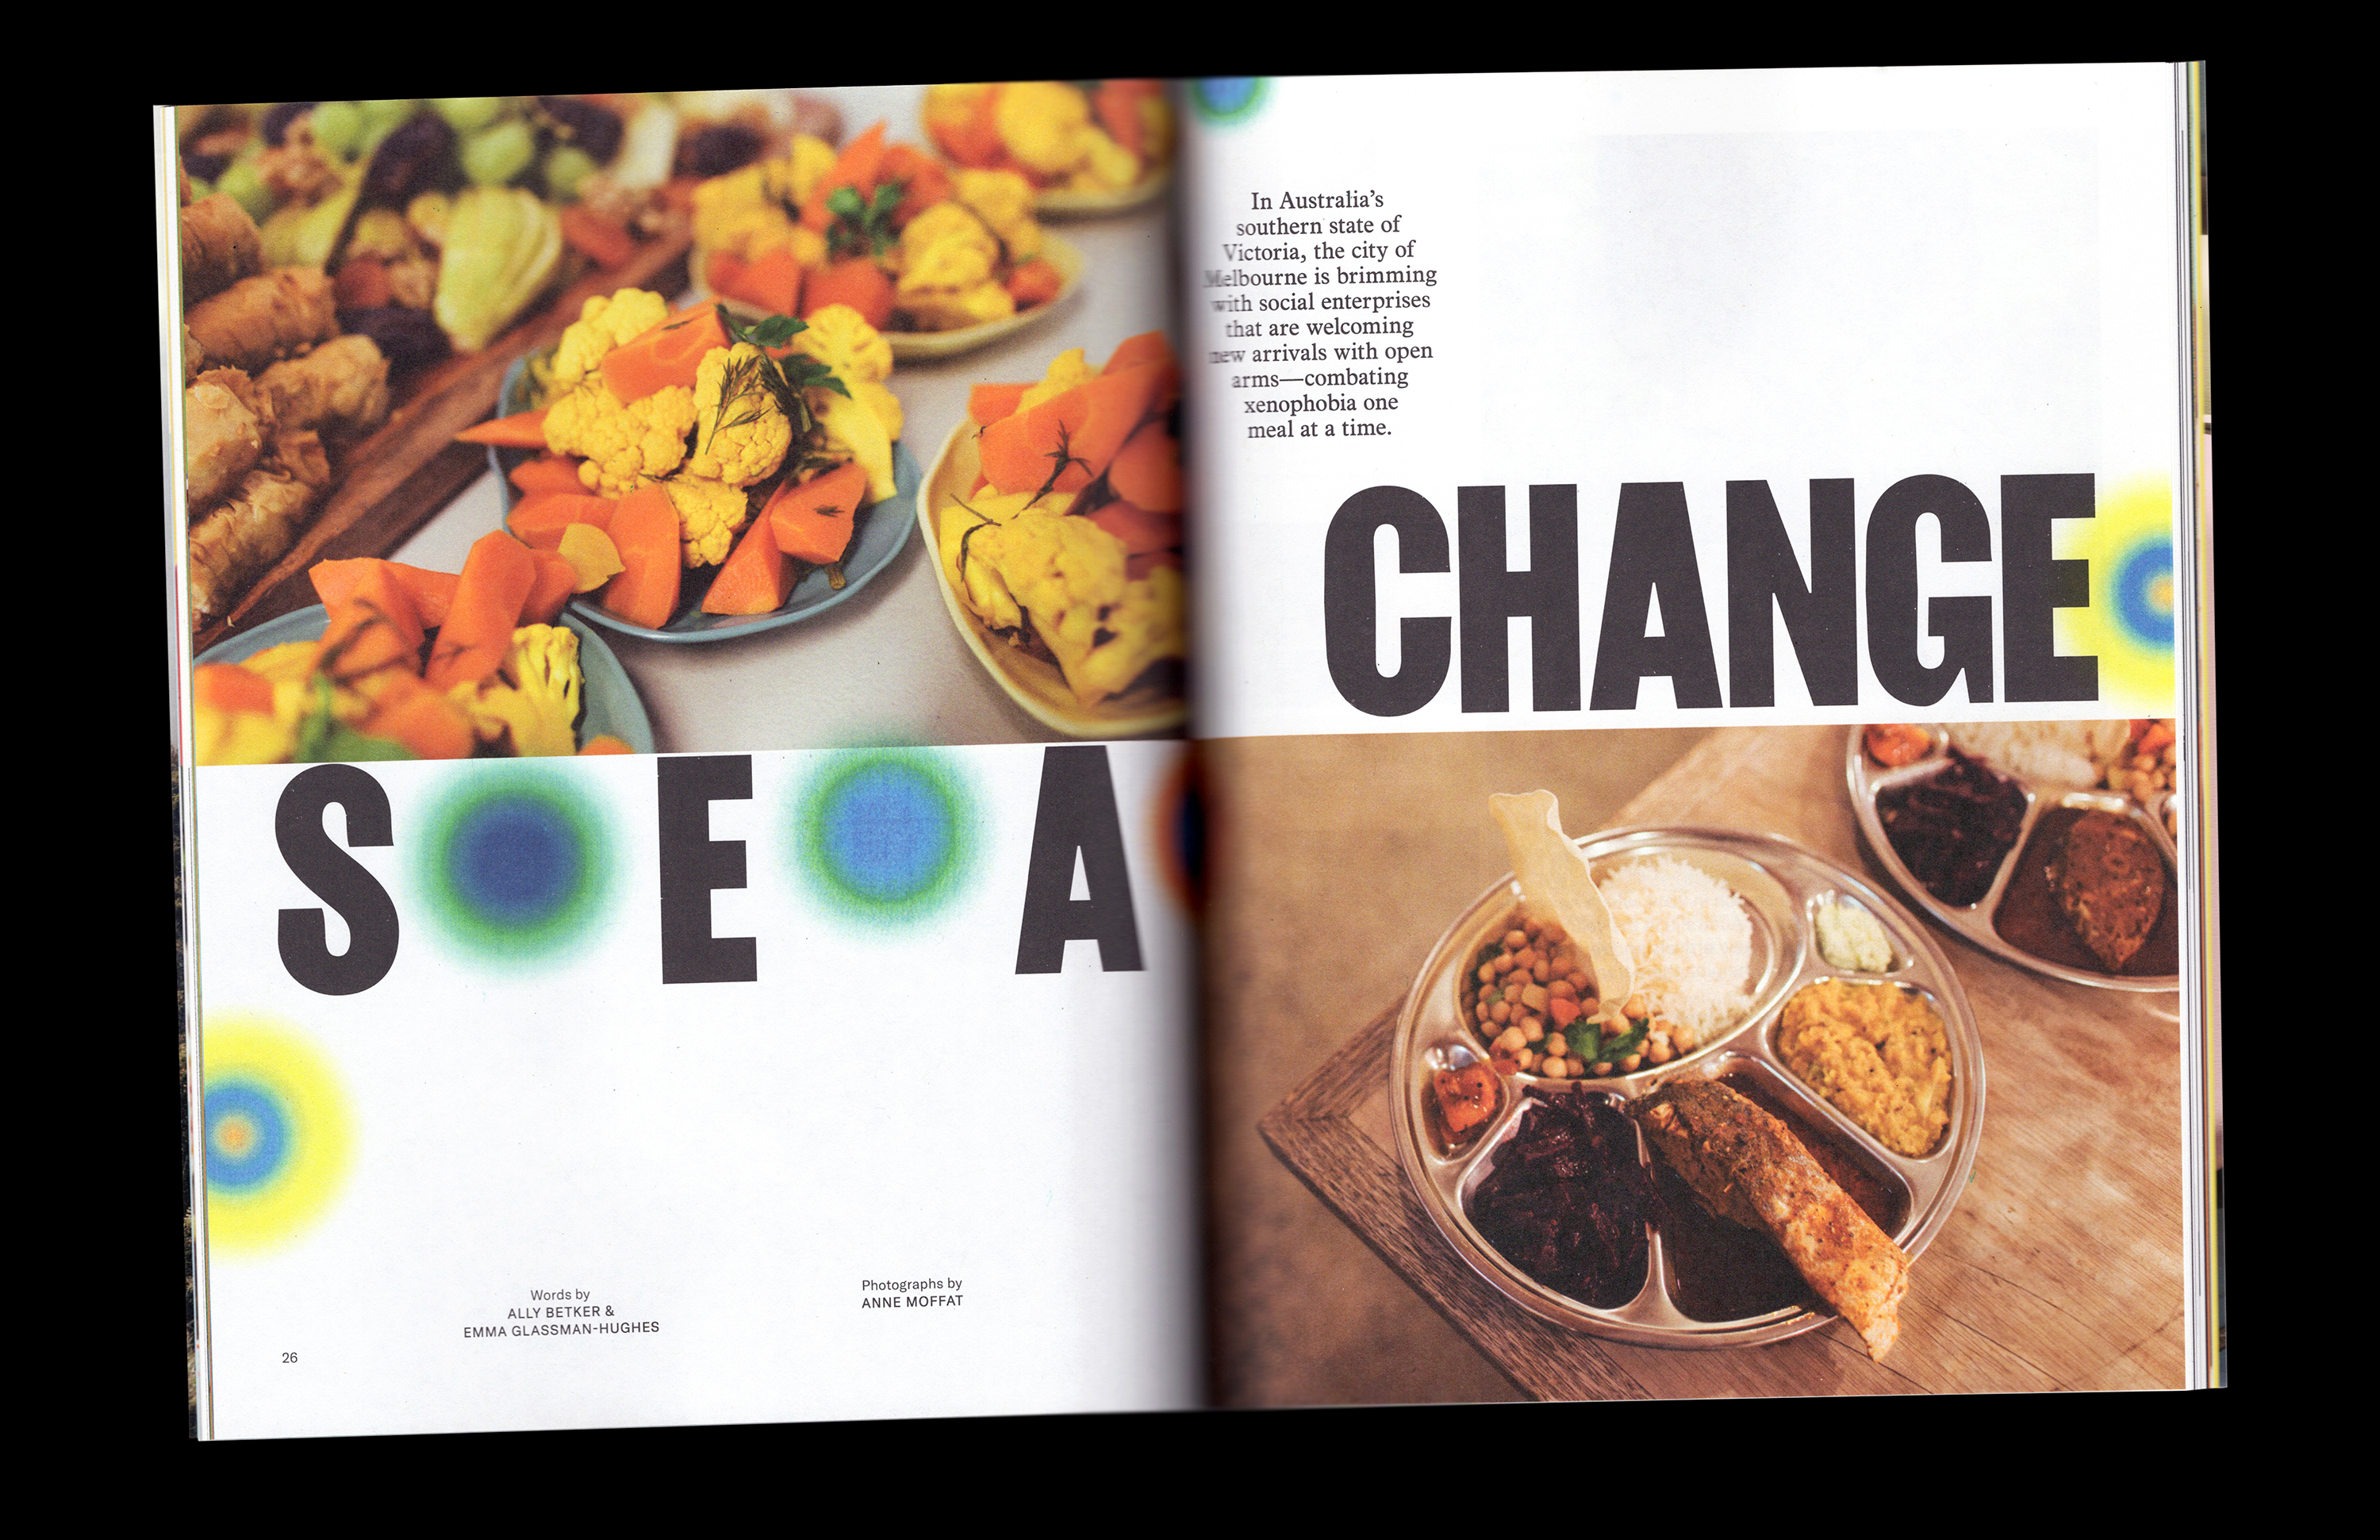 S E A
Words by
ALLY BETKER &
EMMA GLASSMAN-HUGHES
Photographs by
ANNE MOFFAT
26
In Australia’s
southern state of
Victoria, the city of
Melbourne is brimming
with social enterprises
that are welcoming
new arrivals with open
arms—combating
xenophobia one
meal at a time.
CHANGE